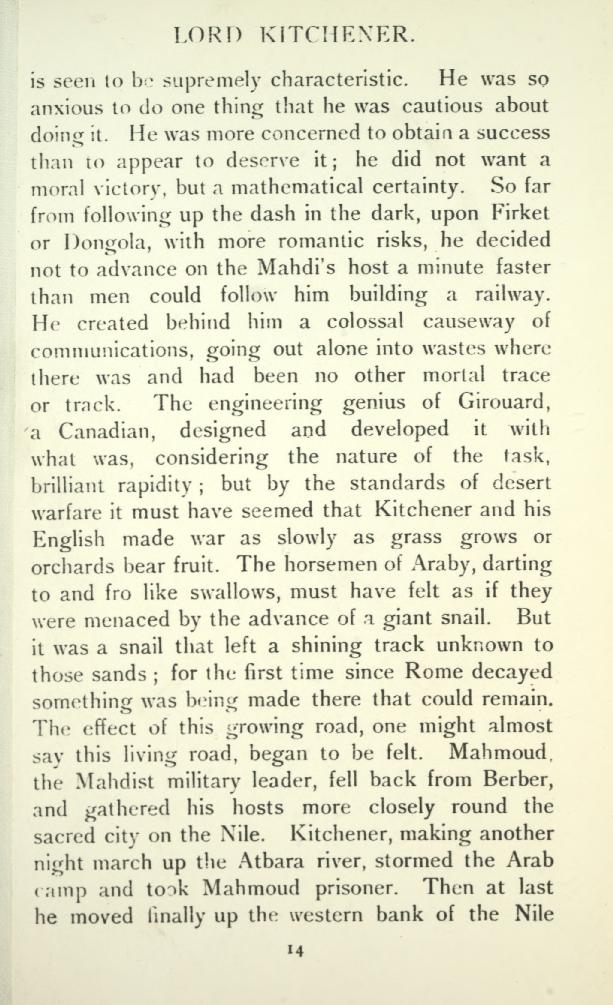 LORD KITCHENER.
is seen to be supremely characteristic. He was so
anxious to do one thing that he was cautious about
doing it. He was more concerned to obtain a success
than to appear to deserve it; he did not want a
moral victory, but a mathematical certainty. So far
from following up the dash in the dark, upon Firket
or Dongola, with more romantic risks, he decided
not to advance on the Mahdi's host a minute faster
than men could follow him building a railway.
He created behind him a colossal causeway of
communications, going out alone into wastes where
there was and had been no other mortal trace
or track. The engineering genius of Girouard,
a Canadian, designed and developed it with
what was, considering the nature of the task,
brilliant rapidity; but by the standards of desert
warfare it must have seemed that Kitchener and his
English made war as slowly as grass grows or
orchards bear fruit. The horsemen of Araby, darting
to and fro like swallows, must have felt as if they
were menaced by the advance of a giant snail. But
it was a snail that left a shining track unknown to
those sands; for the first time since Rome decayed
something was being made there that could remain.
The effect of this growing road, one might almost
say this living road, began to be felt. Mahmoud,
the Mahdist military leader, fell back from Berber,
and gathered his hosts more closely round the
sacred city on the Nile. Kitchener, making another
night march up the Atbara river, stormed the Arab
camp and took Mahmoud prisoner. Then at last
he moved finally up the western bank of the Nile
14